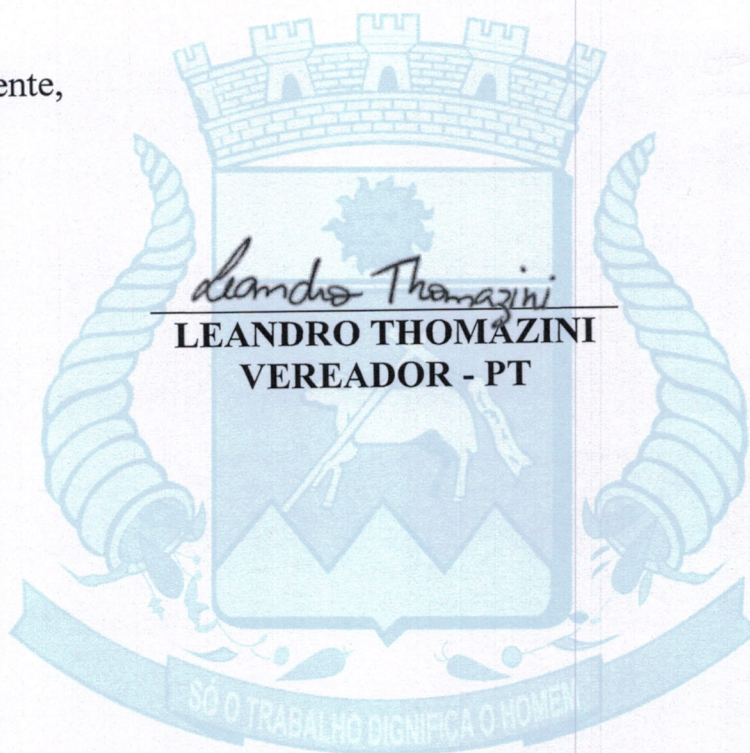 ente,
Leandro Thomazini
LEANDRO THOMAZINI
VEREADOR - PT
SÓ O TRABALHO DIGNIFICA O HOMEM